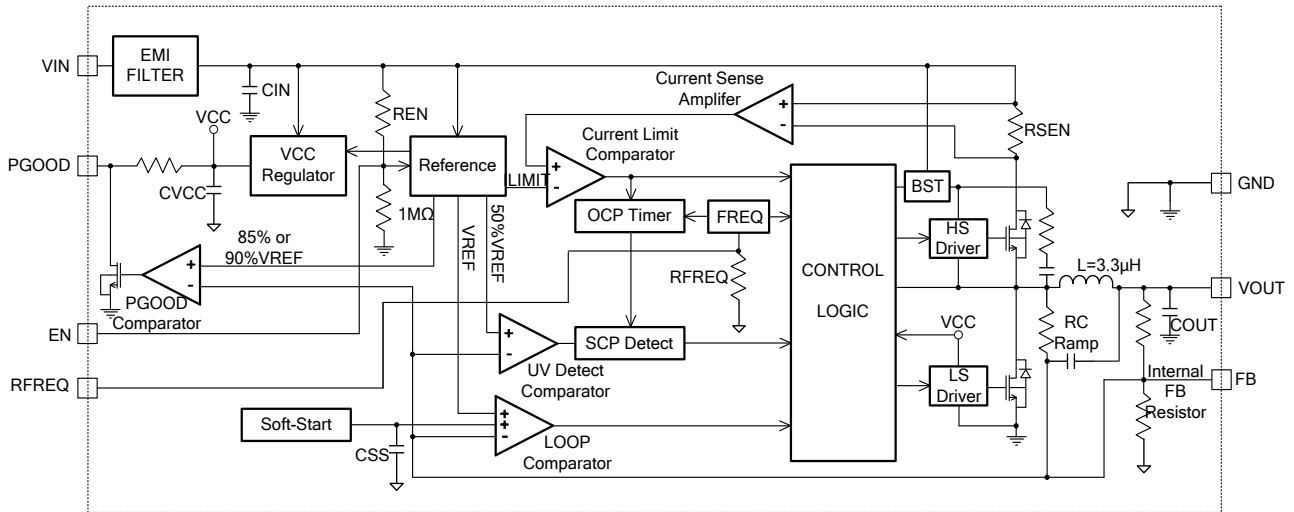 EMI
FILTER
VIN
CIN
VCC
REN
Current Sense
Amplifer
+
-
RSEN
PGOOD
VCC
Regulator
Reference
Current Limit
Comparator
ILIMIT
+
-
CVCC
1MΩ
OCP Timer
FREQ
BST
GND
85% or
90%VREF
VREF
50%VREF
HS
Driver
+
-
PGOOD
Comparator
RFREQ
CONTROL
LOGIC
L=3.3µH
VOUT
COUT
EN
+
-
SCP Detect
UV Detect
Comparator
VCC
RC
Ramp
RFREQ
LS
Driver
Internal
FB
Resistor
FB
Soft-Start
+
+
-
CSS
LOOP
Comparator